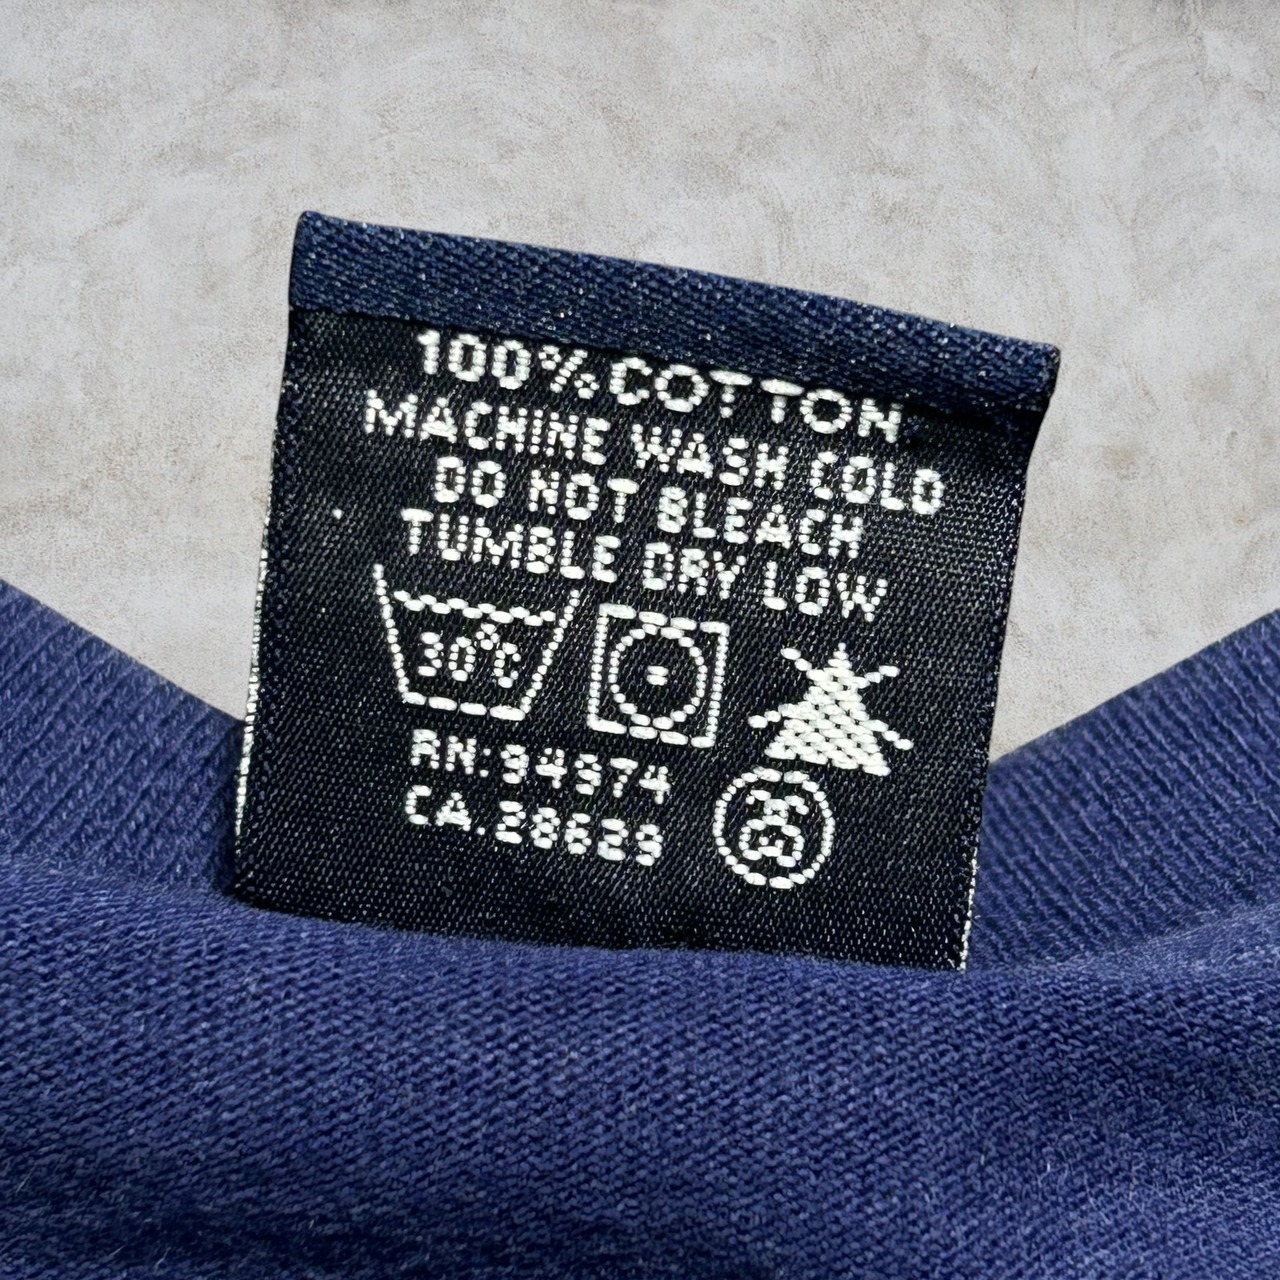 100% COTTON
MACHINE WASH COLD
DO NOT BLEACH
TUMBLE DRY LOW
30°C
RN:94974
CA.28629